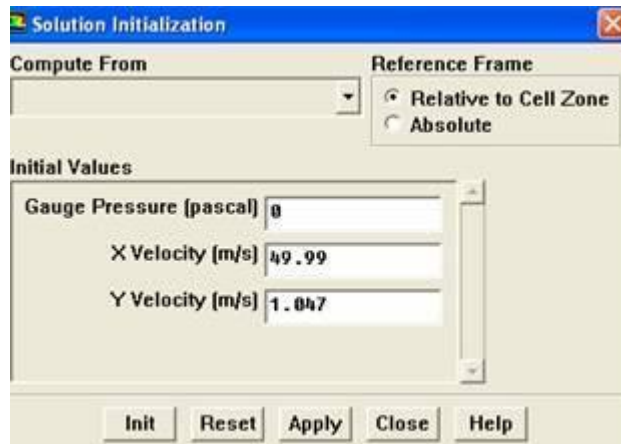 Solution Initialization
Compute From
Reference Frame
Relative to Cell Zone
Absolute
Initial Values
Gauge Pressure (pascal) 0
X Velocity (m/s) 49.99
Y Velocity (m/s) 1.047
Init Reset Apply Close Help